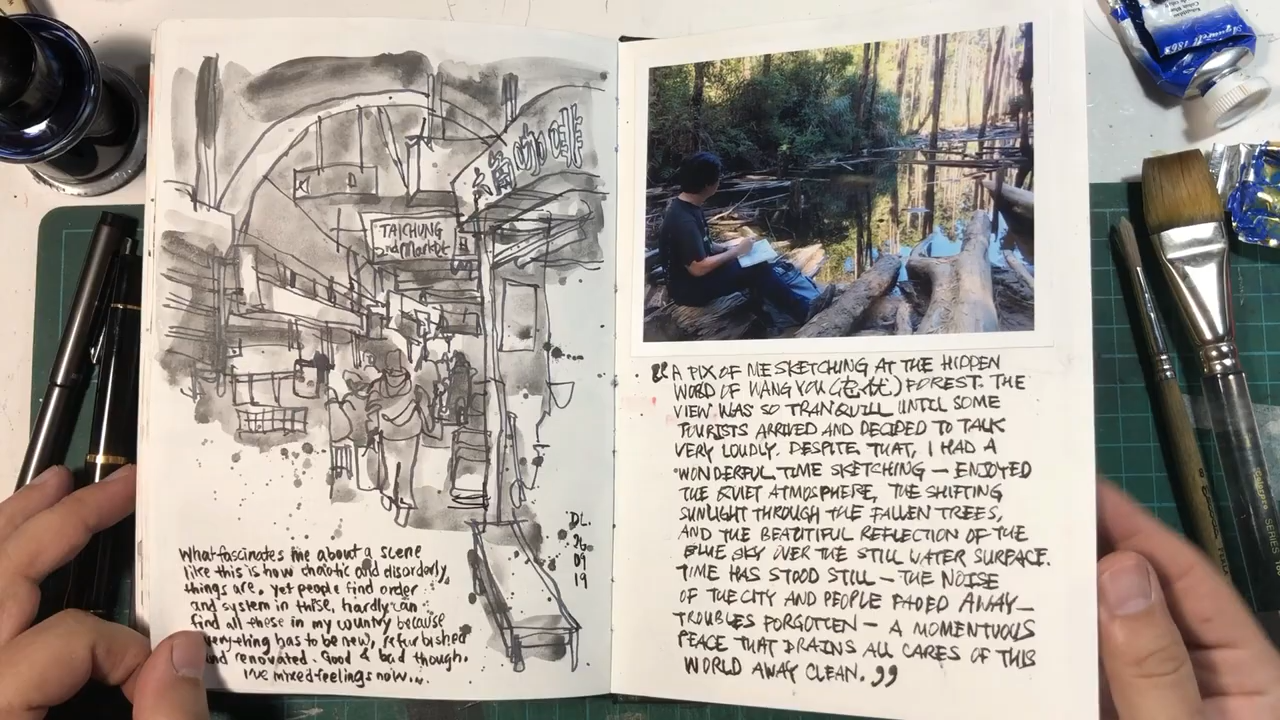 角咖啡
TAICHUNG
2nd Market
DL.
26
09
19
What fascinates me about a scene
like this is how chaotic and disorderly
things are. Yet people find order
and system in these, hardly can
find all these in my country because
everything has to be new, refurbished
and renovated. Good & bad though.
I've mixed feelings now...
“A PIX OF ME SKETCHING AT THE HIDDEN
WORD OF WANG YOU (忘忧) FOREST. THE
VIEW WAS SO TRANQUILL UNTIL SOME
TOURISTS ARRIVED AND DECIDED TO TALK
VERY LOUDLY. DESPITE THAT, I HAD A
WONDERFUL TIME SKETCHING — ENJOYED
THE QUIET ATMOSPHERE, THE SHIFTING
SUNLIGHT THROUGH THE FALLEN TREES,
AND THE BEAUTIFUL REFLECTION OF THE
BLUE SKY OVER THE STILL WATER SURFACE.
TIME HAS STOOD STILL — THE NOISE
OF THE CITY AND PEOPLE FADED AWAY —
TROUBLES FORGOTTEN — A MOMENTUOUS
PEACE THAT DRAINS ALL CARES OF THIS
WORLD AWAY CLEAN.”
Aquarell 1868
SERIES